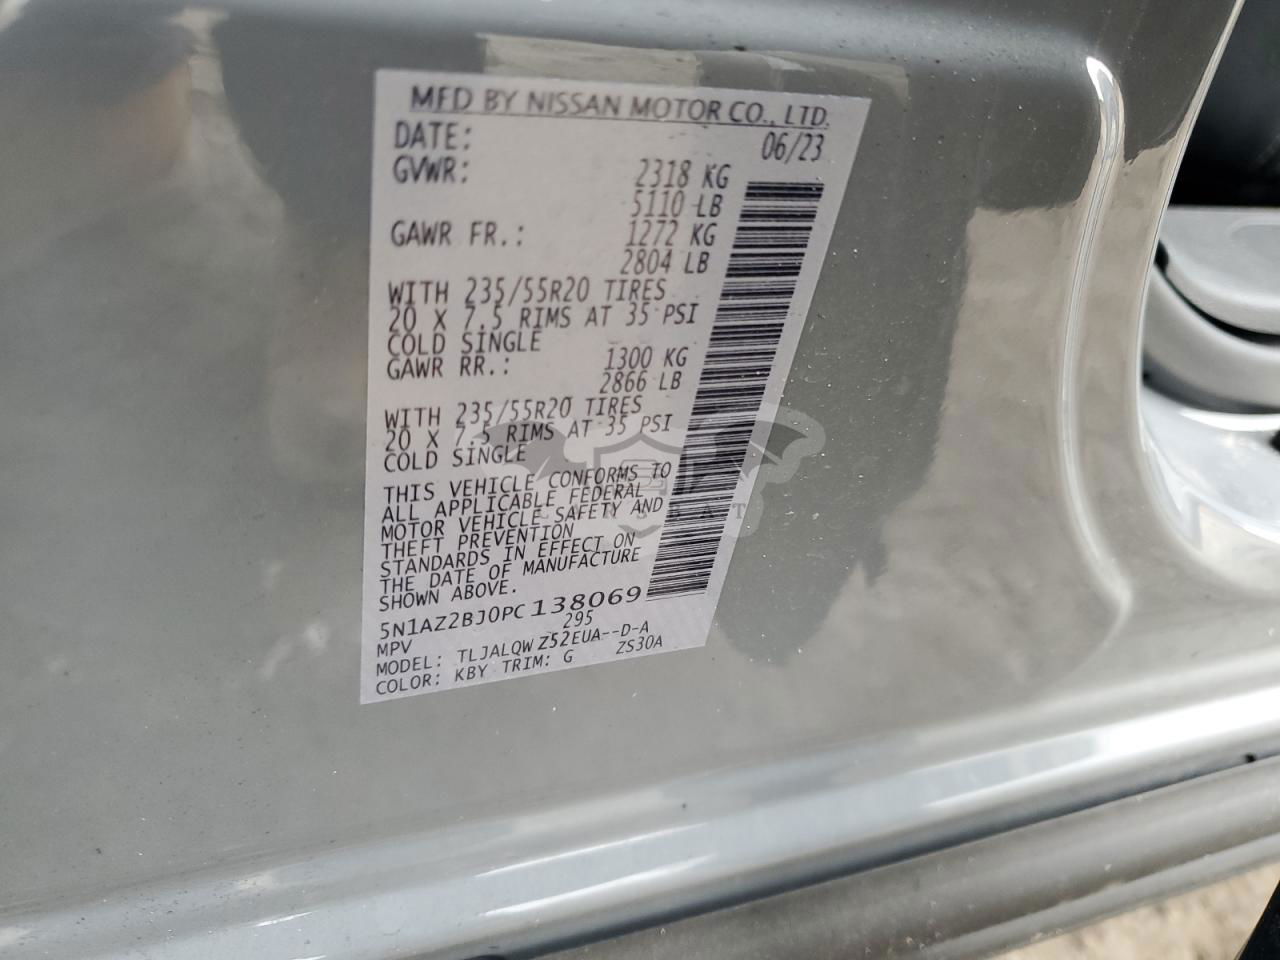 MFD BY NISSAN MOTOR CO., LTD.
DATE: 06/23
GVWR: 2318 KG
5110 LB
GAWR FR.: 1272 KG
2804 LB
WITH 235/55R20 TIRES
20 X 7.5 RIMS AT 35 PSI
COLD SINGLE
GAWR RR.: 1300 KG
2866 LB
WITH 235/55R20 TIRES
20 X 7.5 RIMS AT 35 PSI
COLD SINGLE
THIS VEHICLE CONFORMS TO
ALL APPLICABLE FEDERAL
MOTOR VEHICLE SAFETY AND
THEFT PREVENTION
STANDARDS IN EFFECT ON
THE DATE OF MANUFACTURE
SHOWN ABOVE.
5N1AZ2BJ0PC138069
MPV 295
MODEL: TLJALQWZ52EUA--D-A
COLOR: KBY TRIM: G ZS30A